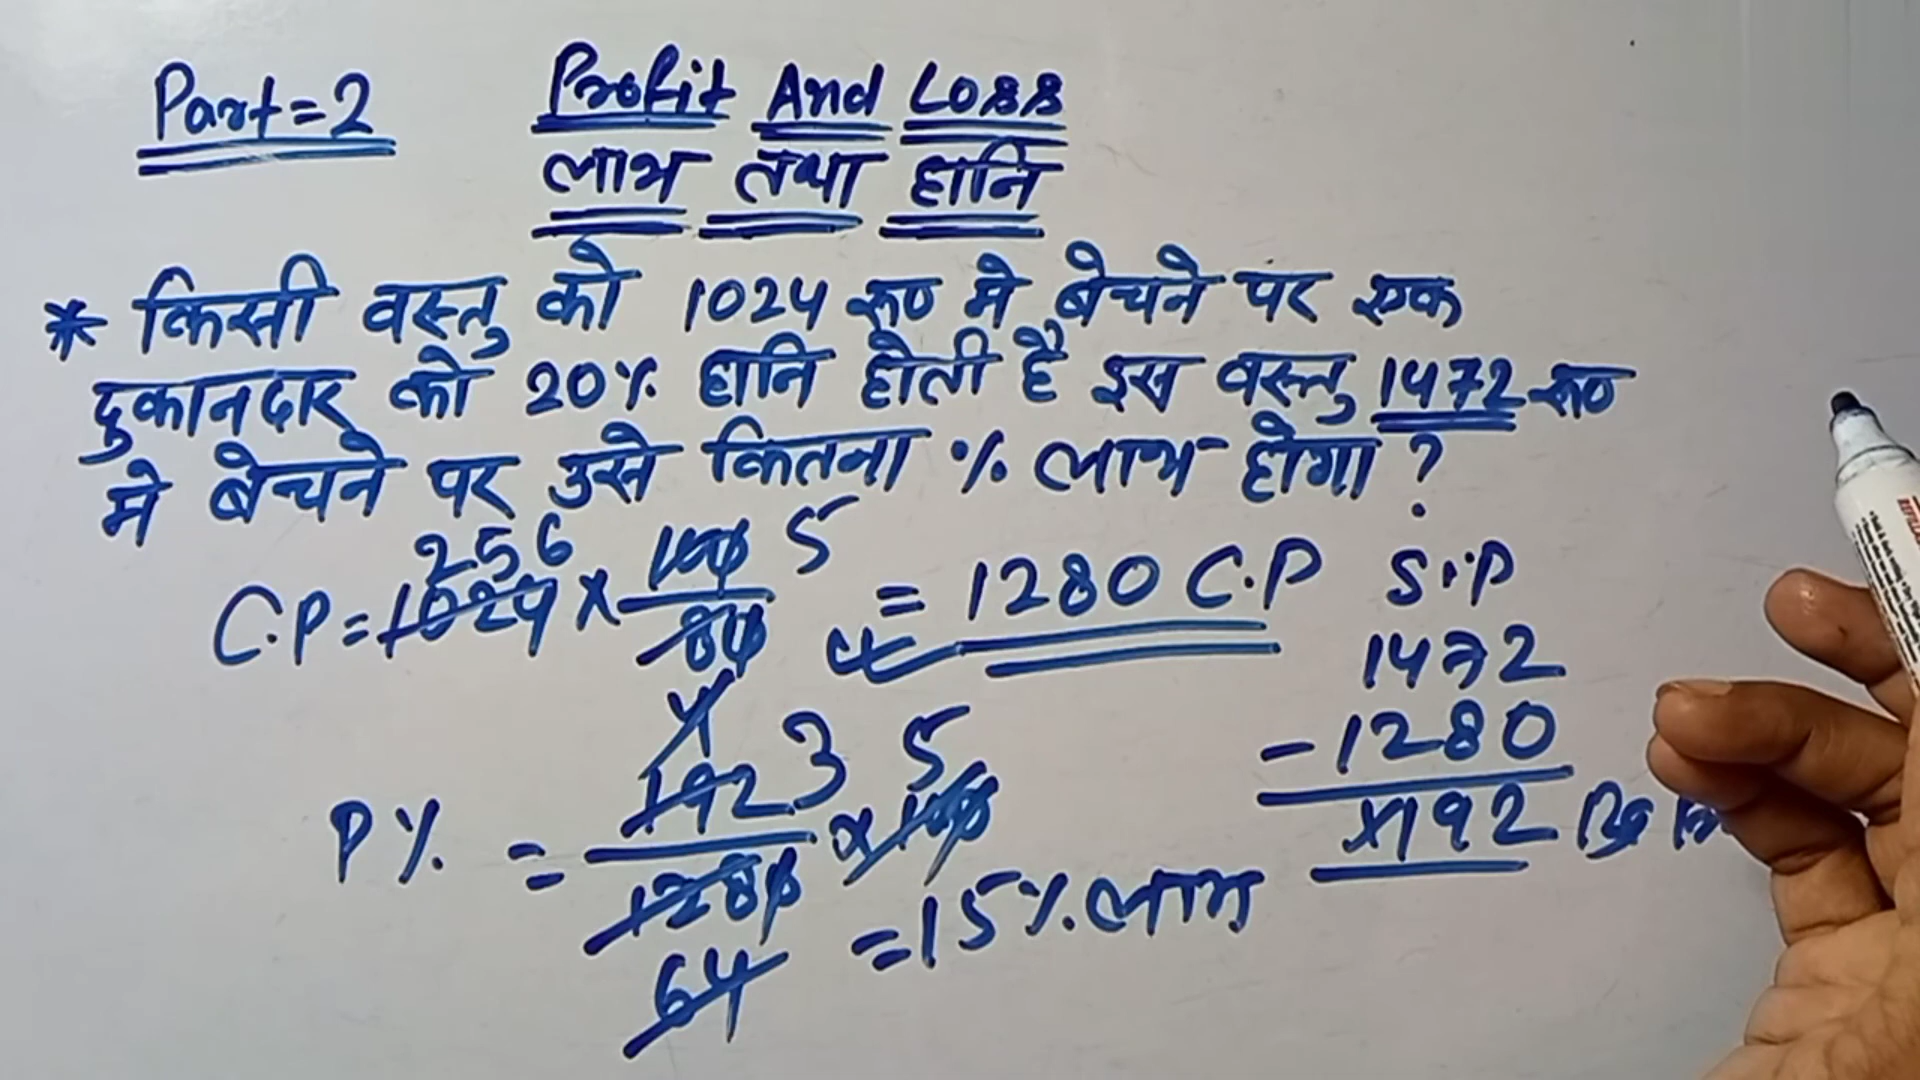 Part=2
Profit And Loss
लाभ तथा हानि
* किसी वस्तु को 1024 रू० मे बेचने पर एक
दुकानदार को 20% हानि होती है इस वस्तु 1472 रू०
मे बेचने पर उसे कितना % लाभ होगा ?
256 100 5
C.P=1024 × 80 = 1280 C.P
4
S.P
1472
-1280
192
192 3 5
P% = 1280 × 100
64
=15% लाभ